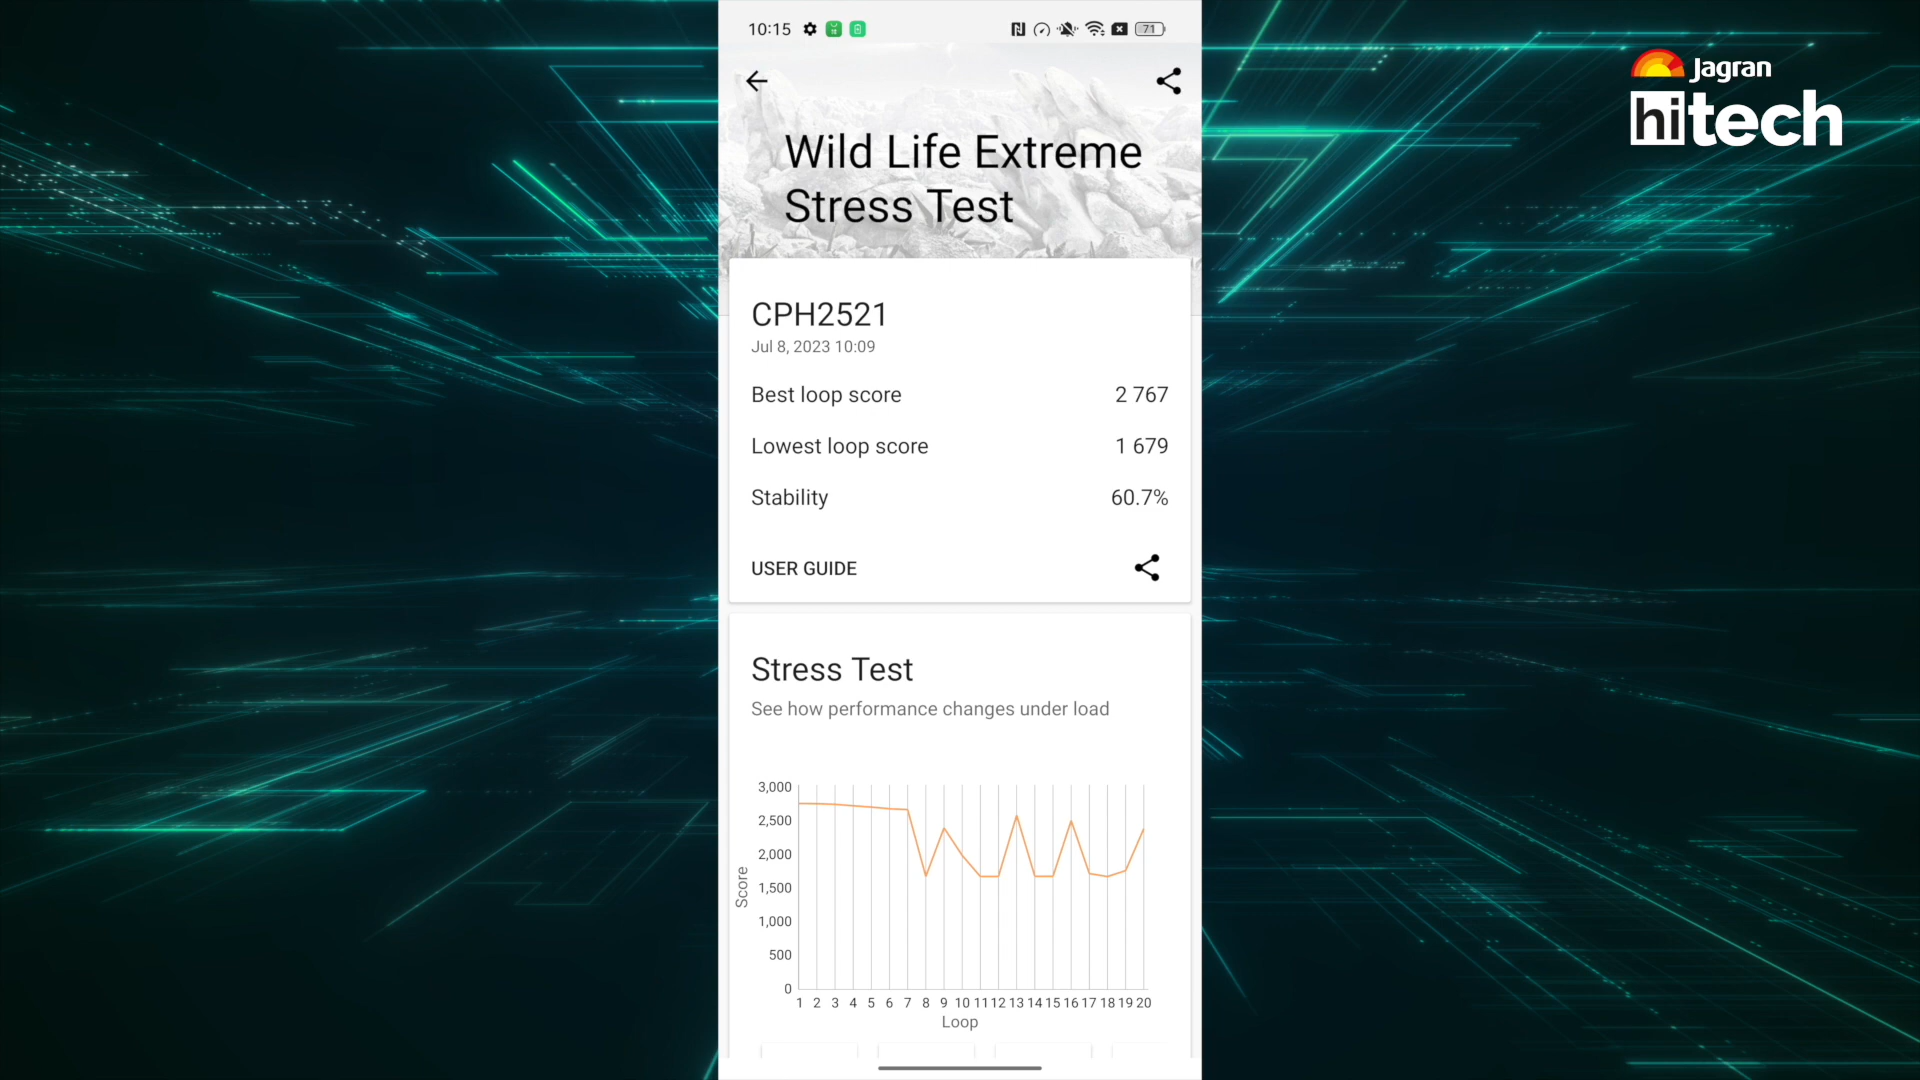 10:15
71
Jagran
hitech
Wild Life Extreme
Stress Test
CPH2521
Jul 8, 2023 10:09
Best loop score 2 767
Lowest loop score 1 679
Stability 60.7%
USER GUIDE
Stress Test
See how performance changes under load
3,000
2,500
2,000
1,500
1,000
500
0
Score
1 2 3 4 5 6 7 8 9 10 11 12 13 14 15 16 17 18 19 20
Loop